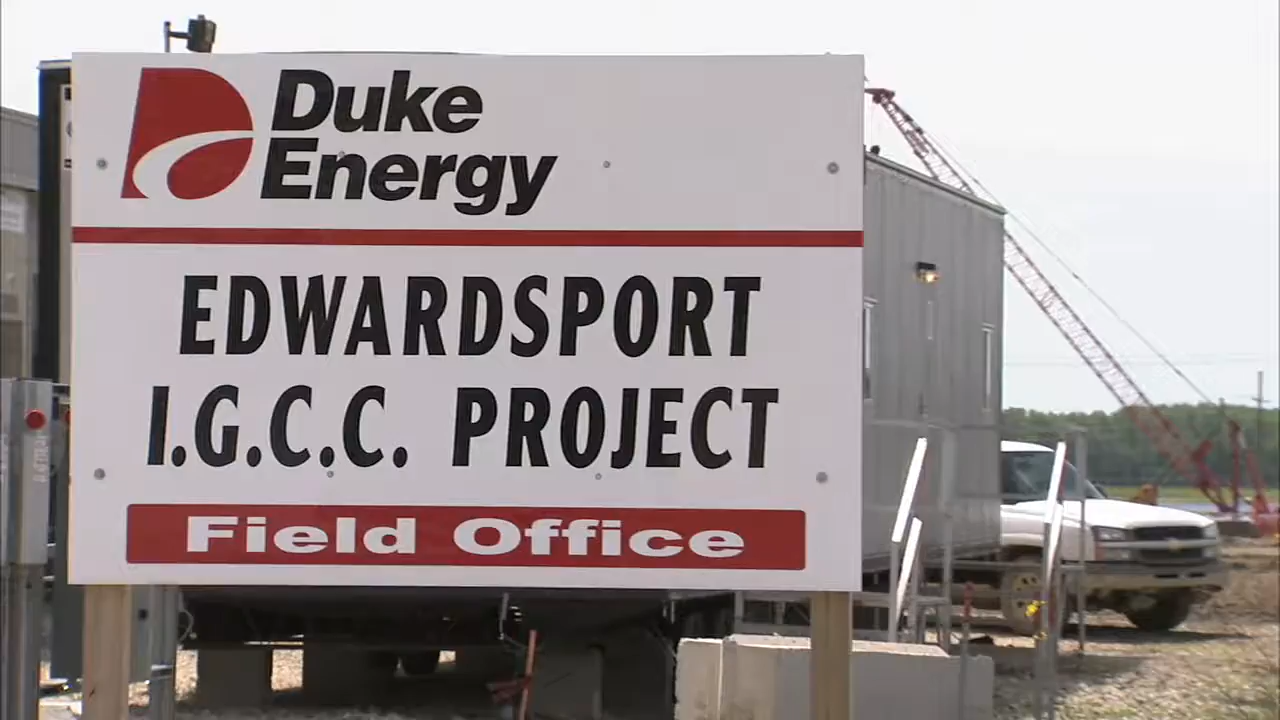 Duke
Energy
EDWARDSPORT
I.G.C.C. PROJECT
Field Office